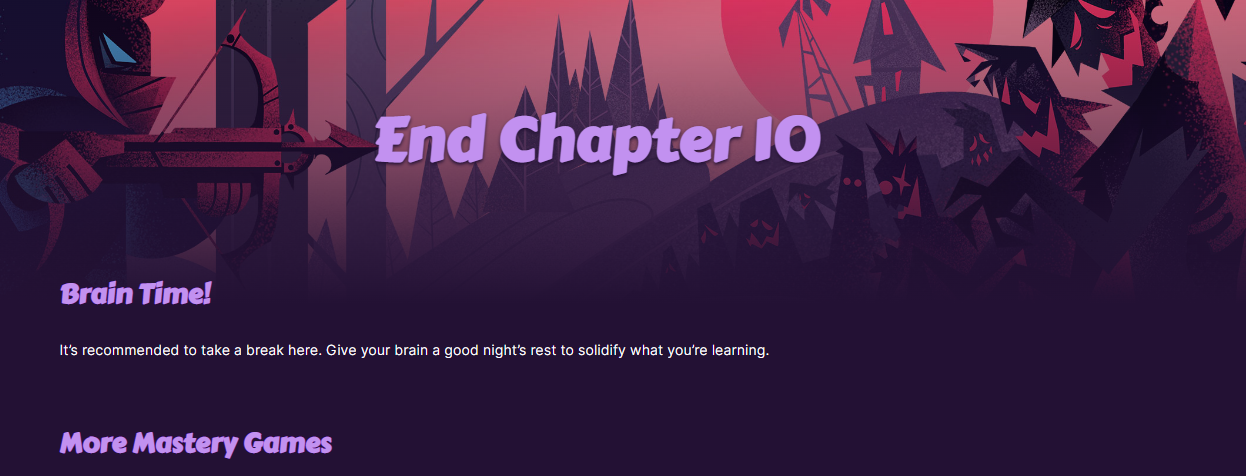 End Chapter 10
Brain Time!
It’s recommended to take a break here. Give your brain a good night’s rest to solidify what you’re learning.
More Mastery Games